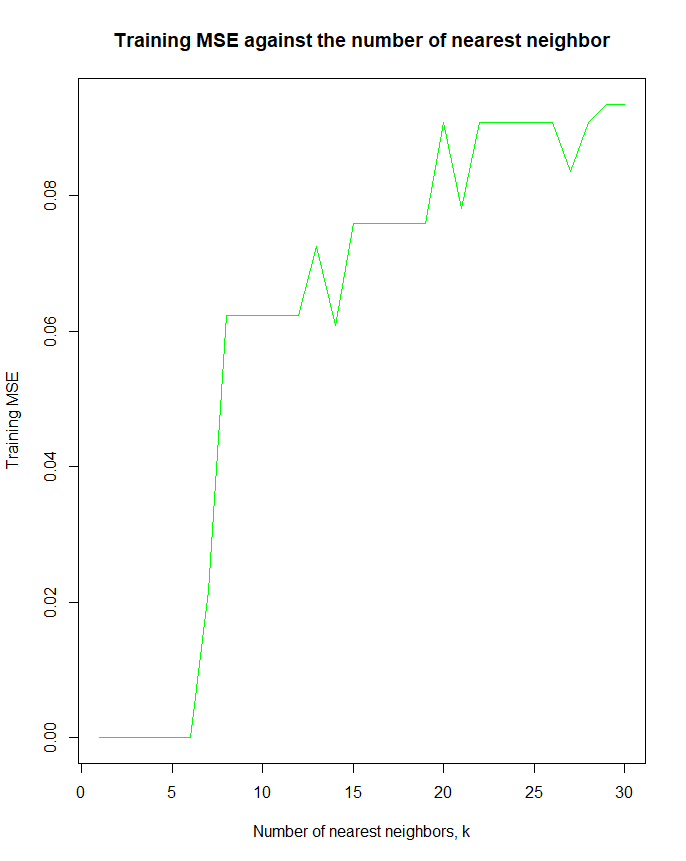 Training MSE against the number of nearest neighbor
0.08
0.06
0.04
0.02
0.00
Training MSE
0 5 10 15 20 25 30
Number of nearest neighbors, k